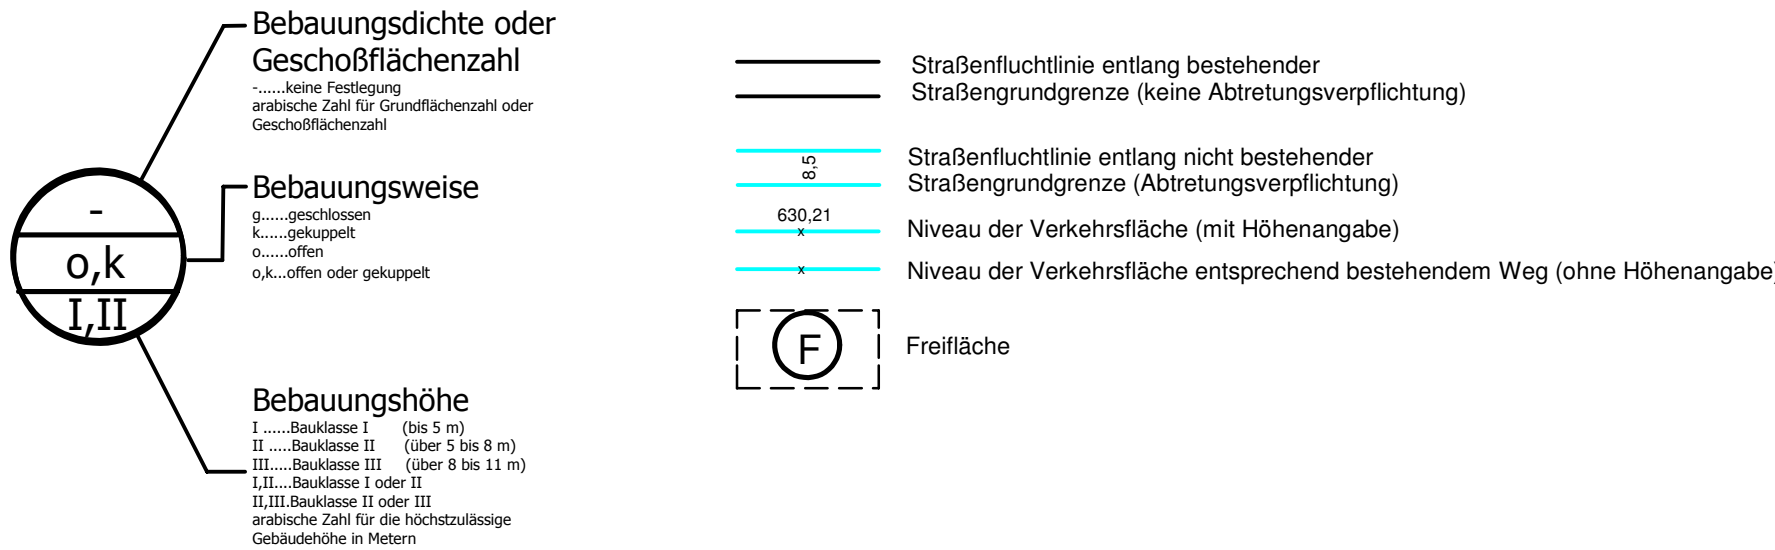 Bebauungsdichte oder
Geschoßflächenzahl
-......keine Festlegung
arabische Zahl für Grundflächenzahl oder
Geschoßflächenzahl
-
o,k
I,II
Bebauungsweise
g......geschlossen
k......gekuppelt
o......offen
o,k...offen oder gekuppelt
Bebauungshöhe
I ......Bauklasse I (bis 5 m)
II .....Bauklasse II (über 5 bis 8 m)
III.....Bauklasse III (über 8 bis 11 m)
I,II....Bauklasse I oder II
II,III.Bauklasse II oder III
arabische Zahl für die höchstzulässige
Gebäudehöhe in Metern
Straßenfluchtlinie entlang bestehender
Straßengrundgrenze (keine Abtretungsverpflichtung)
8,5
Straßenfluchtlinie entlang nicht bestehender
Straßengrundgrenze (Abtretungsverpflichtung)
630,21
x
Niveau der Verkehrsfläche (mit Höhenangabe)
x
Niveau der Verkehrsfläche entsprechend bestehendem Weg (ohne Höhenangabe)
F
Freifläche